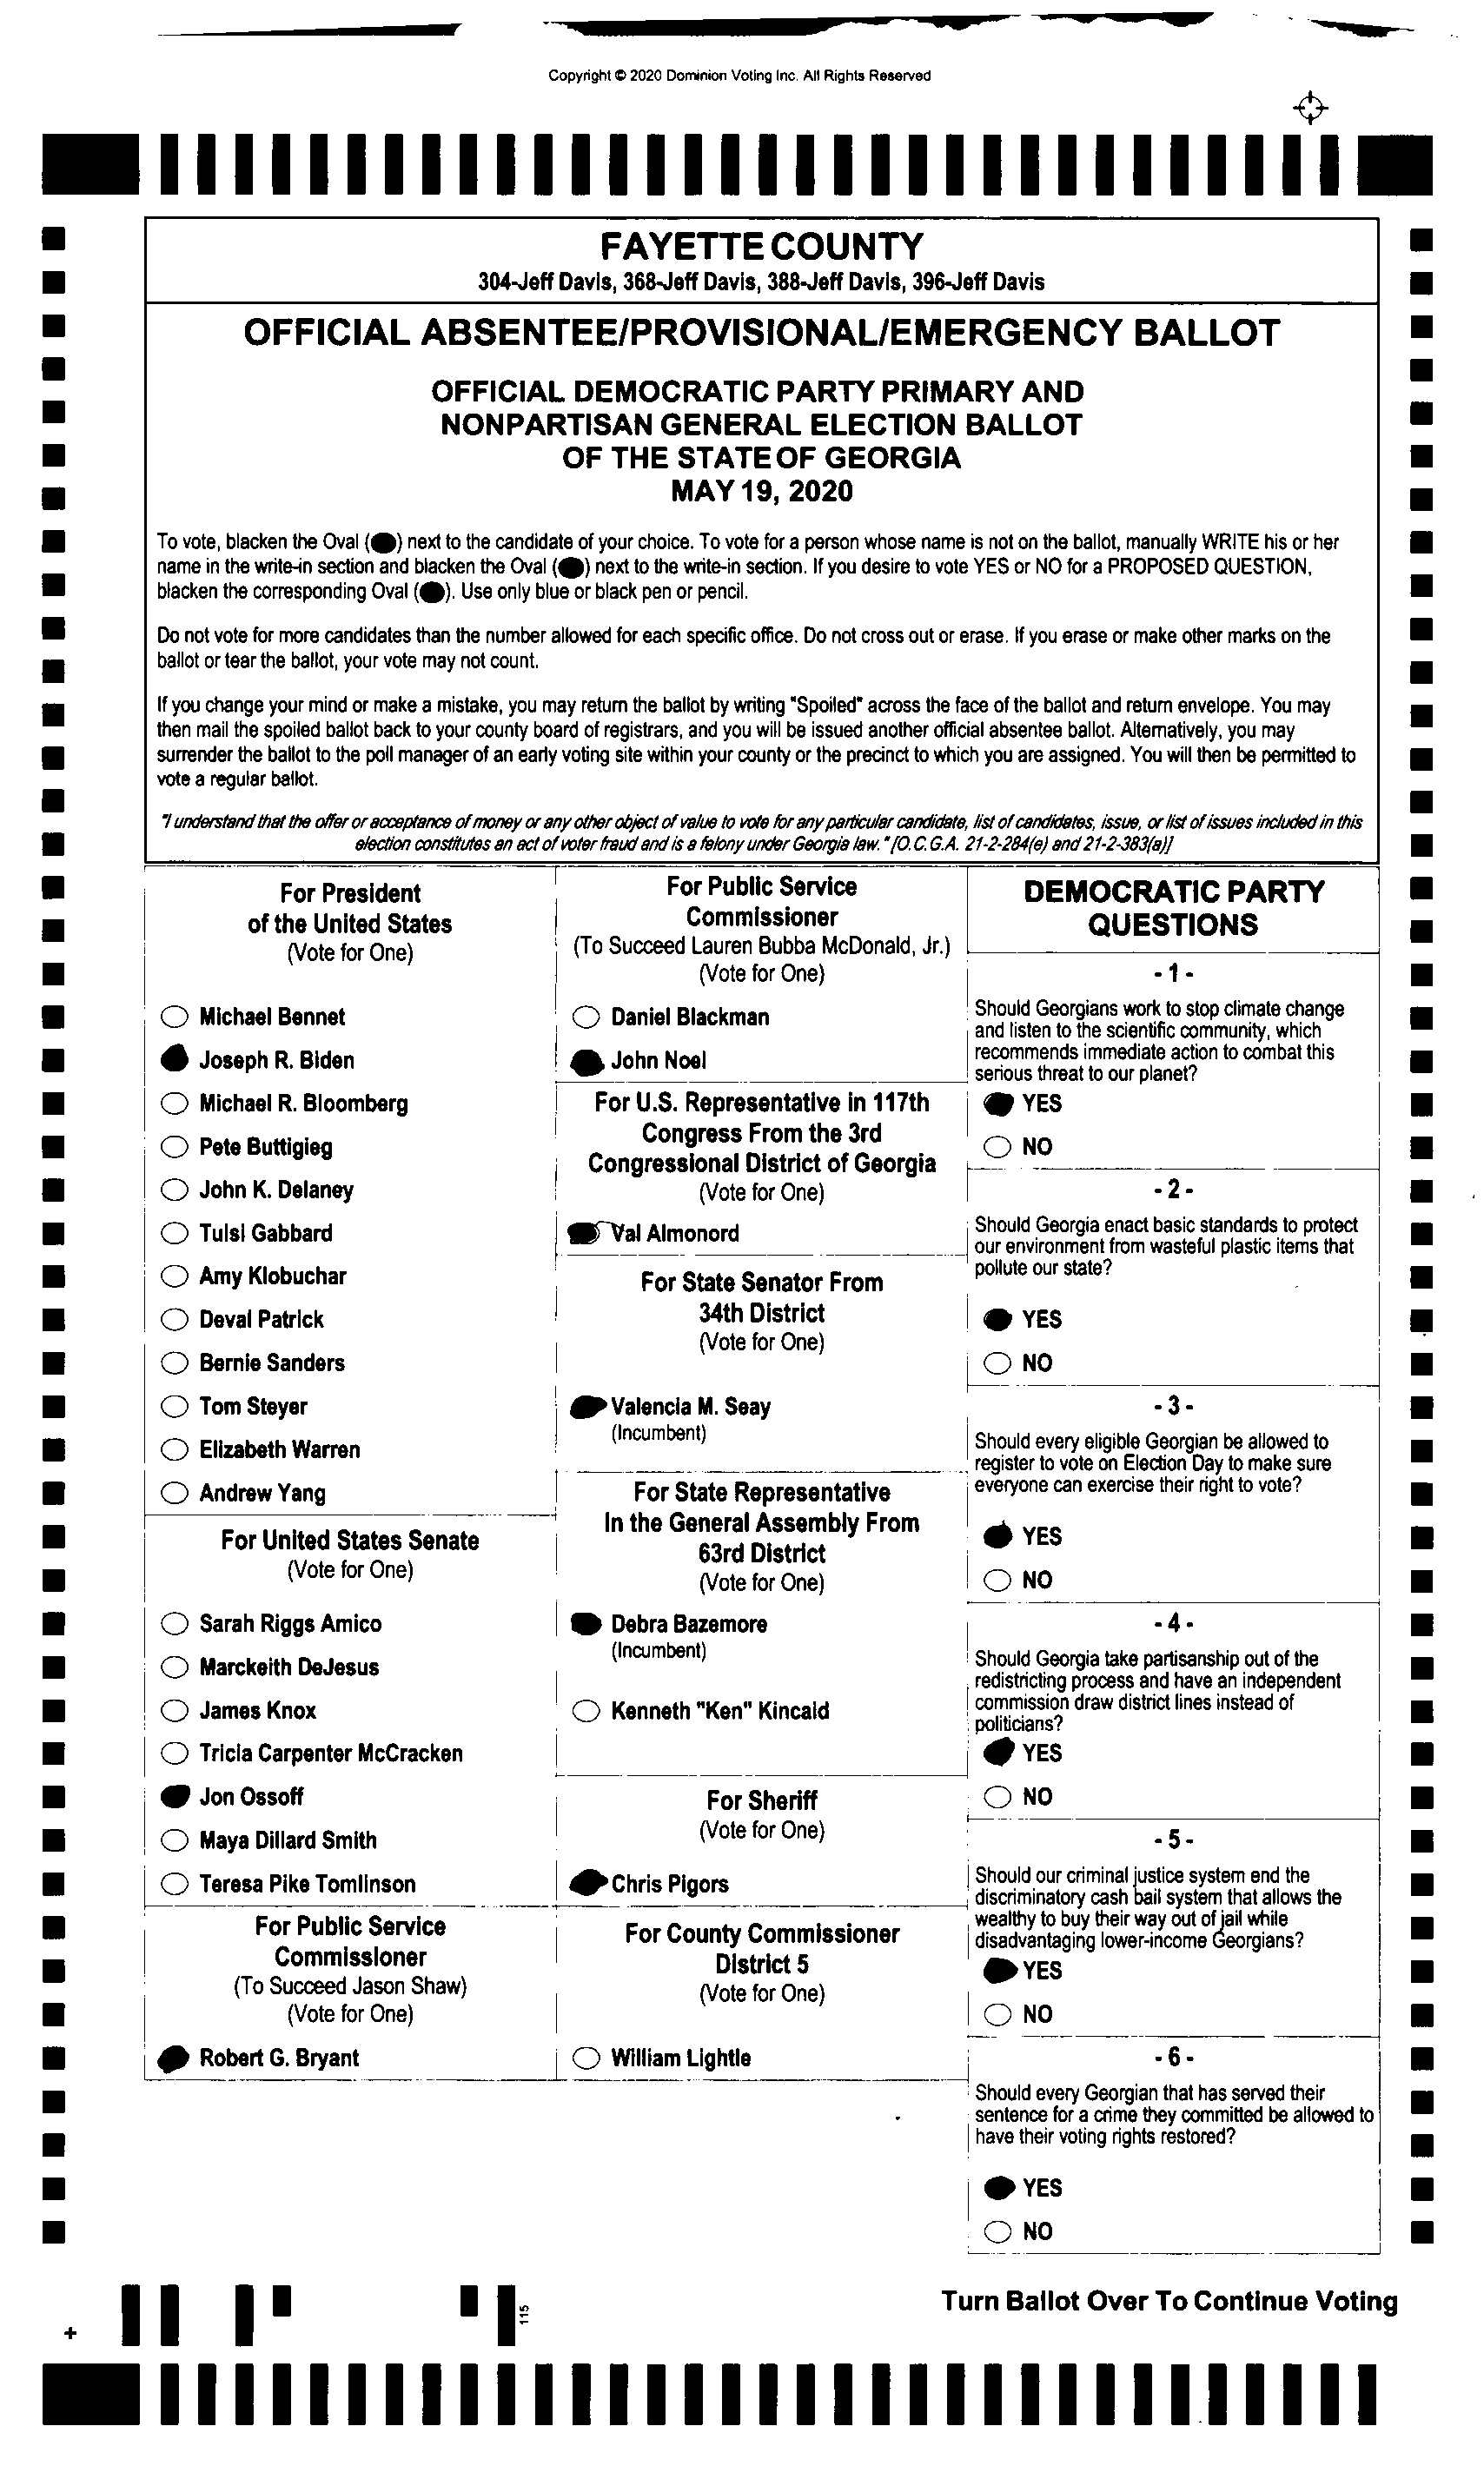 Copyright © 2020 Dominion Voting Inc. All Rights Reserved
FAYETTE COUNTY
304-Jeff Davis, 368-Jeff Davis, 388-Jeff Davis, 396-Jeff Davis
OFFICIAL ABSENTEE/PROVISIONAL/EMERGENCY BALLOT
OFFICIAL DEMOCRATIC PARTY PRIMARY AND
NONPARTISAN GENERAL ELECTION BALLOT
OF THE STATE OF GEORGIA
MAY 19, 2020
To vote, blacken the Oval (●) next to the candidate of your choice. To vote for a person whose name is not on the ballot, manually WRITE his or her
name in the write-in section and blacken the Oval (●) next to the write-in section. If you desire to vote YES or NO for a PROPOSED QUESTION,
blacken the corresponding Oval (●). Use only blue or black pen or pencil.
Do not vote for more candidates than the number allowed for each specific office. Do not cross out or erase. If you erase or make other marks on the
ballot or tear the ballot, your vote may not count.
If you change your mind or make a mistake, you may return the ballot by writing "Spoiled" across the face of the ballot and return envelope. You may
then mail the spoiled ballot back to your county board of registrars, and you will be issued another official absentee ballot. Alternatively, you may
surrender the ballot to the poll manager of an early voting site within your county or the precinct to which you are assigned. You will then be permitted to
vote a regular ballot.
"I understand that the offer or acceptance of money or any other object of value to vote for any particular candidate, list of candidates, issue, or list of issues included in this
election constitutes an act of voter fraud and is a felony under Georgia law." [O.C.G.A. 21-2-284(e) and 21-2-383(a)]
For President
of the United States
(Vote for One)
Michael Bennet
Joseph R. Biden
Michael R. Bloomberg
Pete Buttigieg
John K. Delaney
Tulsi Gabbard
Amy Klobuchar
Deval Patrick
Bernie Sanders
Tom Steyer
Elizabeth Warren
Andrew Yang
For United States Senate
(Vote for One)
Sarah Riggs Amico
Marckeith DeJesus
James Knox
Tricia Carpenter McCracken
Jon Ossoff
Maya Dillard Smith
Teresa Pike Tomlinson
For Public Service
Commissioner
(To Succeed Jason Shaw)
(Vote for One)
Robert G. Bryant
For Public Service
Commissioner
(To Succeed Lauren Bubba McDonald, Jr.)
(Vote for One)
Daniel Blackman
John Noel
For U.S. Representative in 117th
Congress From the 3rd
Congressional District of Georgia
(Vote for One)
Val Almonord
For State Senator From
34th District
(Vote for One)
Valencia M. Seay
(Incumbent)
For State Representative
In the General Assembly From
63rd District
(Vote for One)
Debra Bazemore
(Incumbent)
Kenneth "Ken" Kincaid
For Sheriff
(Vote for One)
Chris Pigors
For County Commissioner
District 5
(Vote for One)
William Lightle
DEMOCRATIC PARTY
QUESTIONS
- 1 -
Should Georgians work to stop climate change
and listen to the scientific community, which
recommends immediate action to combat this
serious threat to our planet?
YES
NO
- 2 -
Should Georgia enact basic standards to protect
our environment from wasteful plastic items that
pollute our state?
YES
NO
- 3 -
Should every eligible Georgian be allowed to
register to vote on Election Day to make sure
everyone can exercise their right to vote?
YES
NO
- 4 -
Should Georgia take partisanship out of the
redistricting process and have an independent
commission draw district lines instead of
politicians?
YES
NO
- 5 -
Should our criminal justice system end the
discriminatory cash bail system that allows the
wealthy to buy their way out of jail while
disadvantaging lower-income Georgians?
YES
NO
- 6 -
Should every Georgian that has served their
sentence for a crime they committed be allowed to
have their voting rights restored?
YES
NO
115
Turn Ballot Over To Continue Voting
+